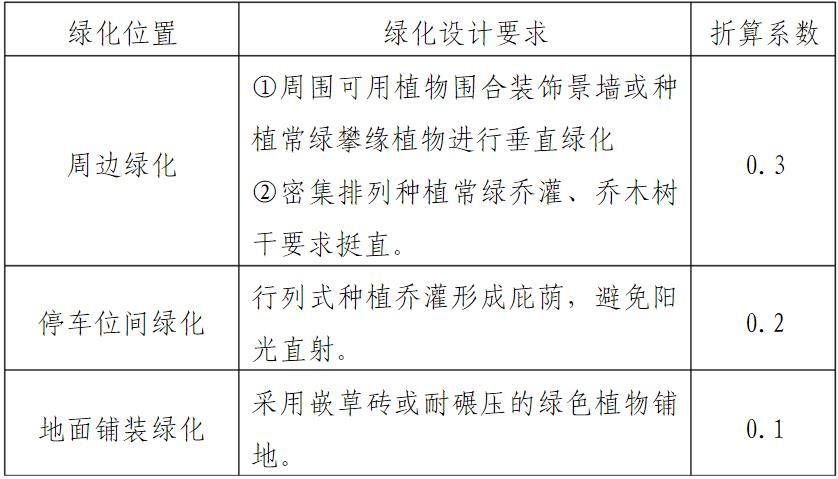 绿化位置
绿化设计要求
折算系数
周边绿化
①周围可用植物围合装饰景墙或种
植常绿攀缘植物进行垂直绿化
②密集排列种植常绿乔灌、乔木树
干要求挺直。
0.3
停车位间绿化
行列式种植乔灌形成庇荫，避免阳
光直射。
0.2
地面铺装绿化
采用嵌草砖或耐碾压的绿色植物铺
地。
0.1